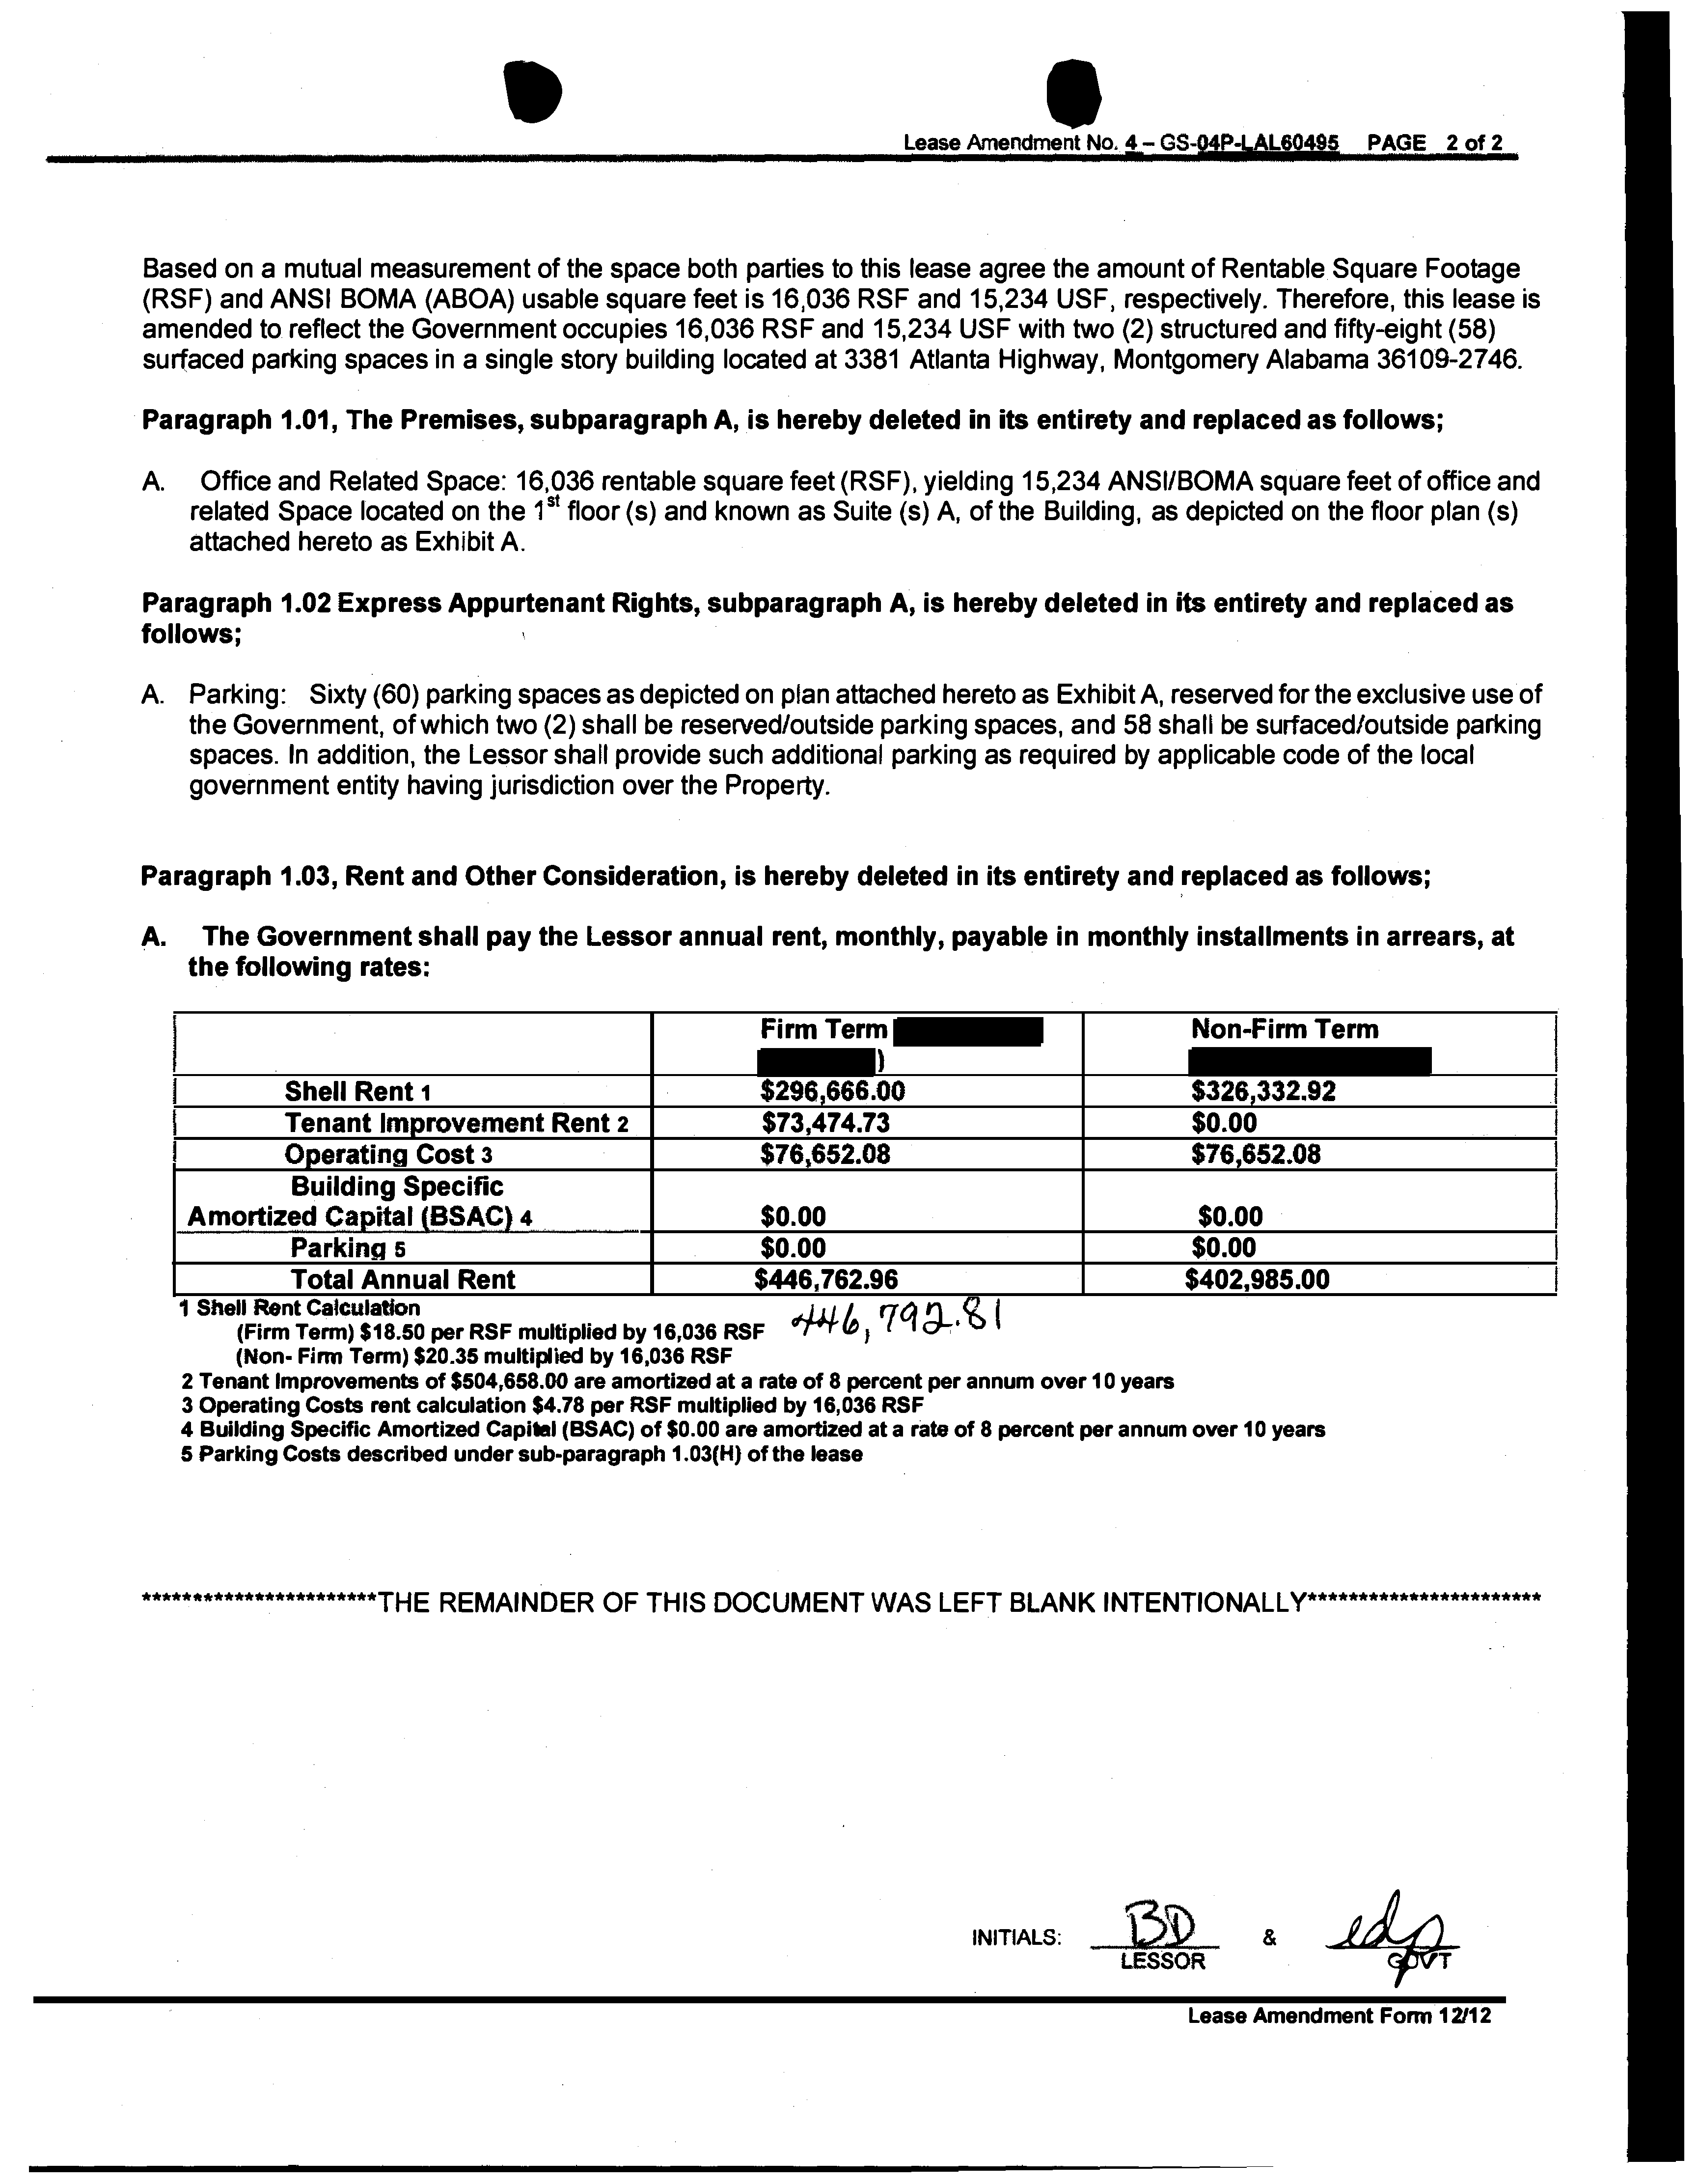 Lease Amendment No. 4 – GS-04P-LAL60495 PAGE 2 of 2
Based on a mutual measurement of the space both parties to this lease agree the amount of Rentable Square Footage
(RSF) and ANSI BOMA (ABOA) usable square feet is 16,036 RSF and 15,234 USF, respectively. Therefore, this lease is
amended to reflect the Government occupies 16,036 RSF and 15,234 USF with two (2) structured and fifty-eight (58)
surfaced parking spaces in a single story building located at 3381 Atlanta Highway, Montgomery Alabama 36109-2746.
Paragraph 1.01, The Premises, subparagraph A, is hereby deleted in its entirety and replaced as follows;
A. Office and Related Space: 16,036 rentable square feet (RSF), yielding 15,234 ANSI/BOMA square feet of office and
related Space located on the 1st floor (s) and known as Suite (s) A, of the Building, as depicted on the floor plan (s)
attached hereto as Exhibit A.
Paragraph 1.02 Express Appurtenant Rights, subparagraph A, is hereby deleted in its entirety and replaced as
follows;
A. Parking: Sixty (60) parking spaces as depicted on plan attached hereto as Exhibit A, reserved for the exclusive use of
the Government, of which two (2) shall be reserved/outside parking spaces, and 58 shall be surfaced/outside parking
spaces. In addition, the Lessor shall provide such additional parking as required by applicable code of the local
government entity having jurisdiction over the Property.
Paragraph 1.03, Rent and Other Consideration, is hereby deleted in its entirety and replaced as follows;
A. The Government shall pay the Lessor annual rent, monthly, payable in monthly installments in arrears, at
the following rates:
Firm Term Non-Firm Term
)
Shell Rent 1 $296,666.00 $326,332.92
Tenant Improvement Rent 2 $73,474.73 $0.00
Operating Cost 3 $76,652.08 $76,652.08
Building Specific
Amortized Capital (BSAC) 4 $0.00 $0.00
Parking 5 $0.00 $0.00
Total Annual Rent $446,762.96 $402,985.00
1 Shell Rent Calculation
446,792.81
(Firm Term) $18.50 per RSF multiplied by 16,036 RSF
(Non- Firm Term) $20.35 multiplied by 16,036 RSF
2 Tenant Improvements of $504,658.00 are amortized at a rate of 8 percent per annum over 10 years
3 Operating Costs rent calculation $4.78 per RSF multiplied by 16,036 RSF
4 Building Specific Amortized Capital (BSAC) of $0.00 are amortized at a rate of 8 percent per annum over 10 years
5 Parking Costs described under sub-paragraph 1.03(H) of the lease
***********************THE REMAINDER OF THIS DOCUMENT WAS LEFT BLANK INTENTIONALLY***********************
INITIALS: BD & edp
LESSOR GOVT
Lease Amendment Form 12/12